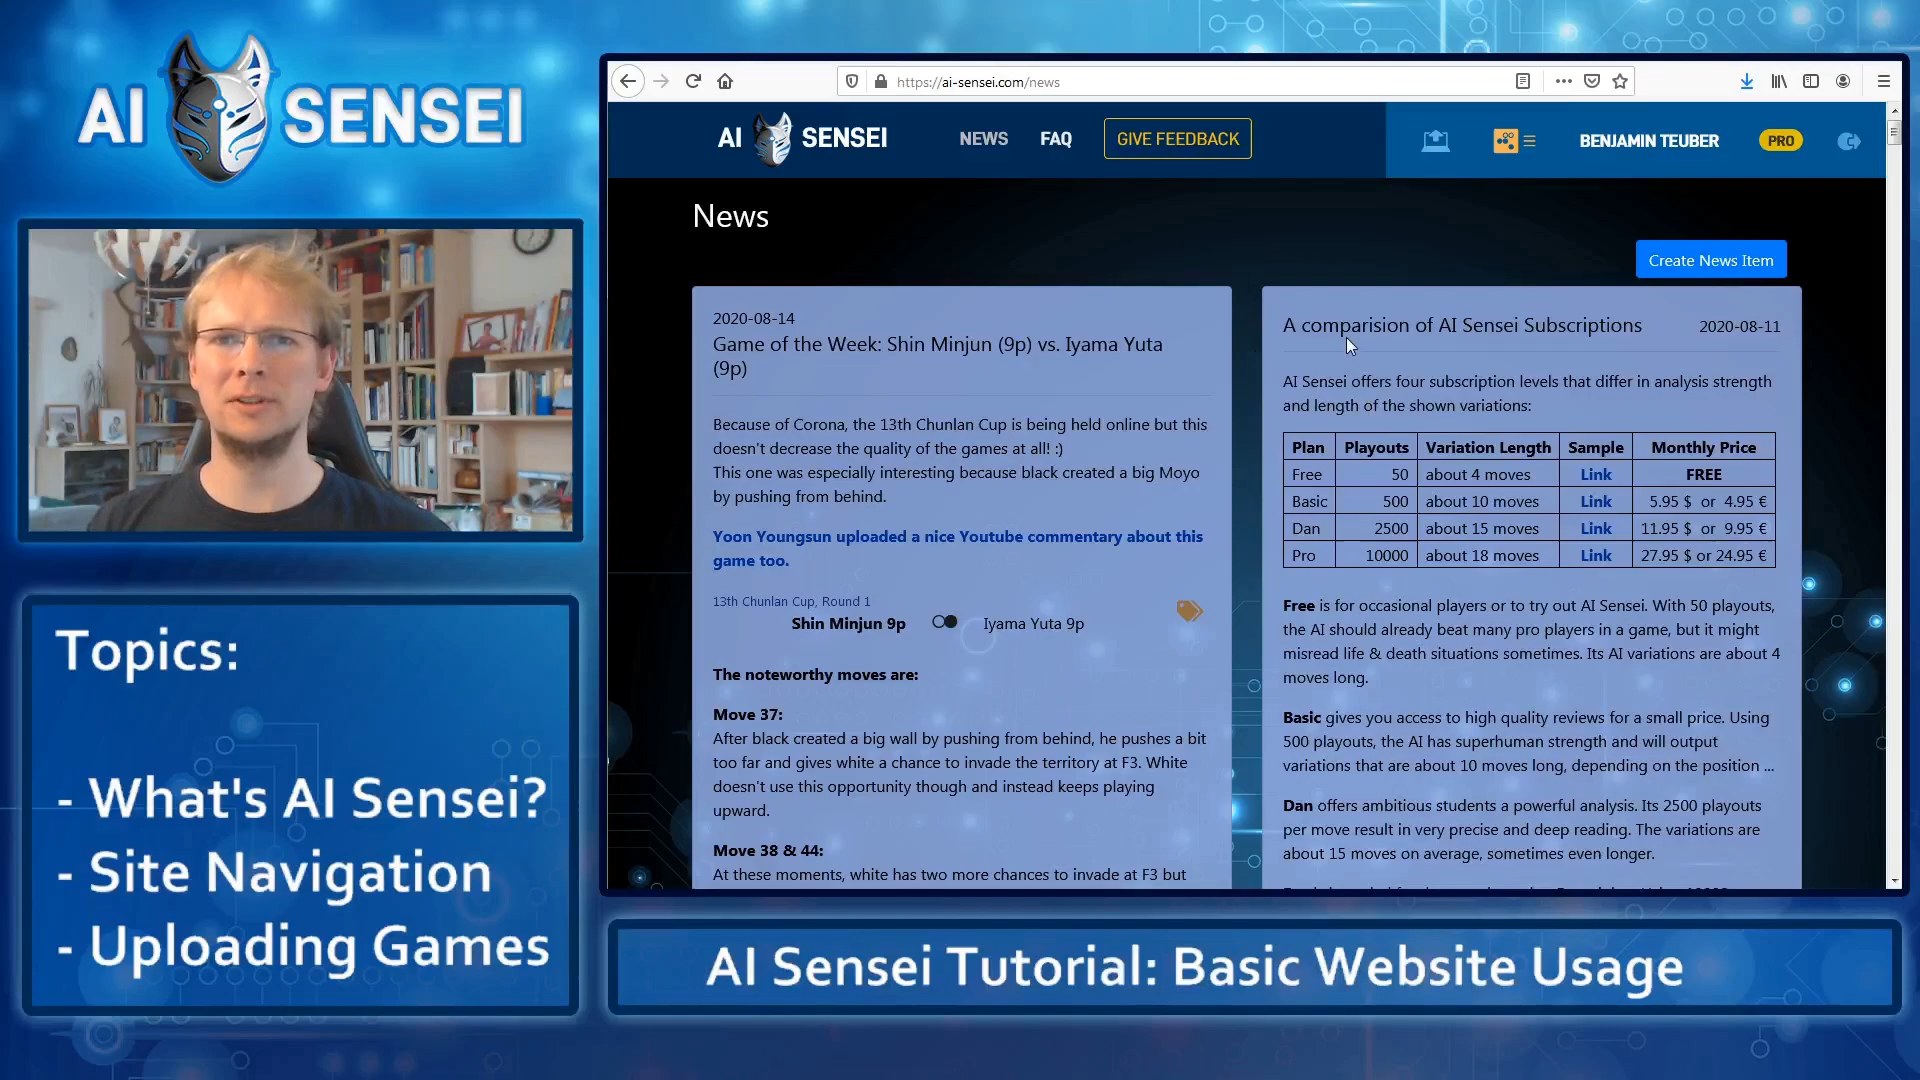 AI SENSEI
https://ai-sensei.com/news
AI SENSEI
NEWS
FAQ
GIVE FEEDBACK
BENJAMIN TEUBER
PRO
News
Create News Item
2020-08-14
Game of the Week: Shin Minjun (9p) vs. Iyama Yuta
(9p)
Because of Corona, the 13th Chunlan Cup is being held online but this
doesn't decrease the quality of the games at all! :)
This one was especially interesting because black created a big Moyo
by pushing from behind.
Yoon Youngsun uploaded a nice Youtube commentary about this
game too.
13th Chunlan Cup, Round 1
Shin Minjun 9p Iyama Yuta 9p
The noteworthy moves are:
Move 37:
After black created a big wall by pushing from behind, he pushes a bit
too far and gives white a chance to invade the territory at F3. White
doesn't use this opportunity though and instead keeps playing
upward.
Move 38 & 44:
At these moments, white has two more chances to invade at F3 but
A comparision of AI Sensei Subscriptions 2020-08-11
AI Sensei offers four subscription levels that differ in analysis strength
and length of the shown variations:
Plan Playouts Variation Length Sample Monthly Price
Free 50 about 4 moves Link FREE
Basic 500 about 10 moves Link 5.95 $ or 4.95 €
Dan 2500 about 15 moves Link 11.95 $ or 9.95 €
Pro 10000 about 18 moves Link 27.95 $ or 24.95 €
Free is for occasional players or to try out AI Sensei. With 50 playouts,
the AI should already beat many pro players in a game, but it might
misread life & death situations sometimes. Its AI variations are about 4
moves long.
Basic gives you access to high quality reviews for a small price. Using
500 playouts, the AI has superhuman strength and will output
variations that are about 10 moves long, depending on the position ...
Dan offers ambitious students a powerful analysis. Its 2500 playouts
per move result in very precise and deep reading. The variations are
about 15 moves on average, sometimes even longer.
Topics:
- What's AI Sensei?
- Site Navigation
- Uploading Games
AI Sensei Tutorial: Basic Website Usage